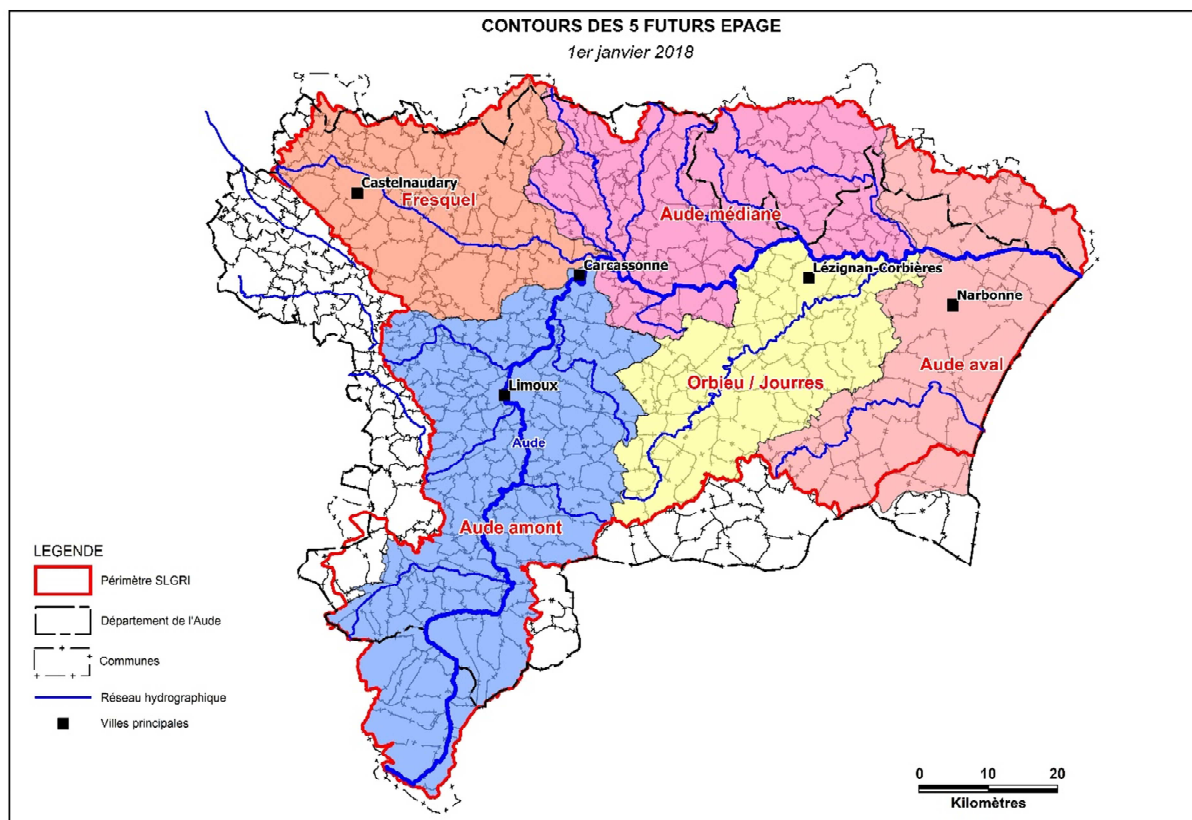 CONTOURS DES 5 FUTURS EPAGE
1er janvier 2018
Castelnaudary
Fresquel
Aude médiane
Carcassonne
Lézignan-Corbières
Narbonne
Aude aval
Orbieu / Jourres
Limoux
Aude
Aude amont
LEGENDE
Périmètre SLGRI
Département de l'Aude
Communes
Réseau hydrographique
Villes principales
0 10 20
Kilomètres